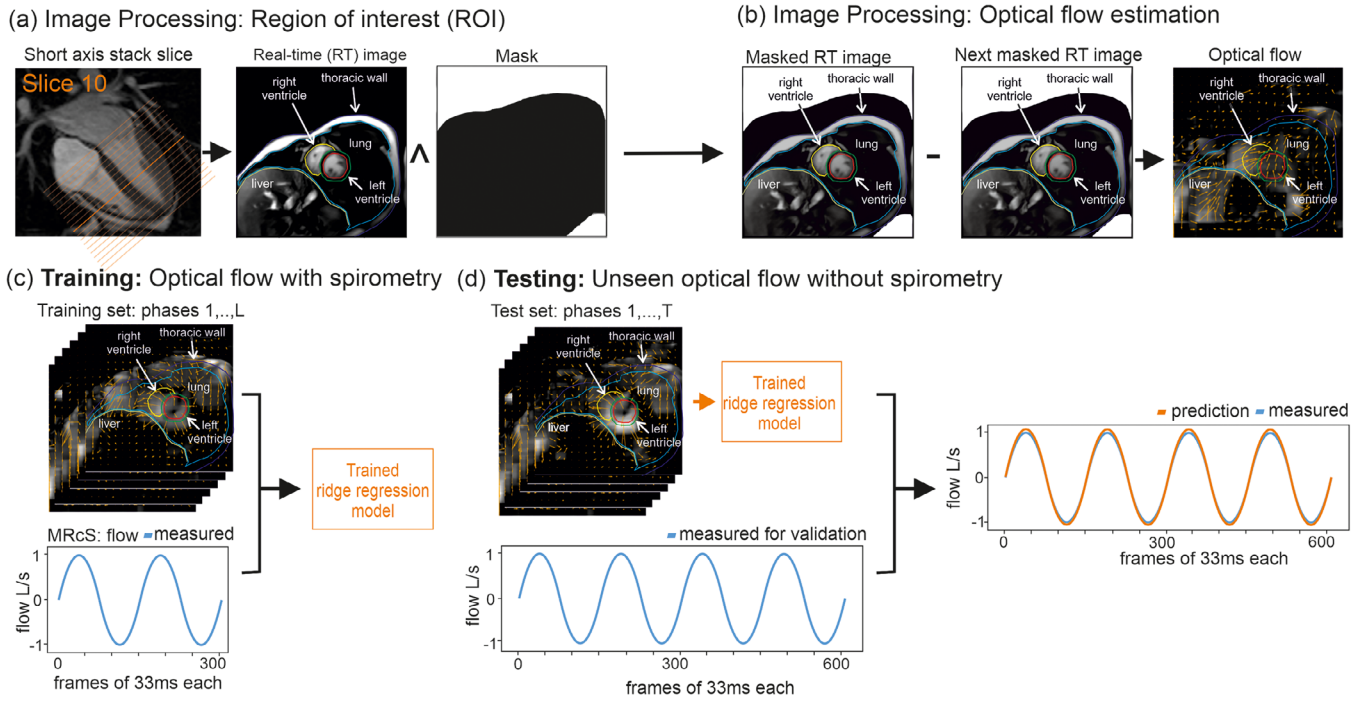 (a) Image Processing: Region of interest (ROI)
Short axis stack slice
Slice 10
Real-time (RT) image
right
ventricle
thoracic wall
lung
liver
left
ventricle
^
Mask
(b) Image Processing: Optical flow estimation
Masked RT image
right
ventricle
thoracic wall
lung
liver
left
ventricle
-
Next masked RT image
right
ventricle
thoracic wall
lung
liver
left
ventricle
Optical flow
right
ventricle
thoracic wall
lung
liver
left
ventricle
(c) Training: Optical flow with spirometry
Training set: phases 1,..,L
right
ventricle
thoracic wall
lung
liver
left
ventricle
MRcS: flow measured
flow L/s
1
0
-1
0
300
frames of 33ms each
Trained
ridge regression
model
(d) Testing: Unseen optical flow without spirometry
Test set: phases 1,...,T
right
ventricle
thoracic wall
lung
liver
left
ventricle
Trained
ridge regression
model
measured for validation
flow L/s
1
0
-1
0
300
600
frames of 33ms each
prediction measured
flow L/s
1
0
-1
0
300
600
frames of 33ms each